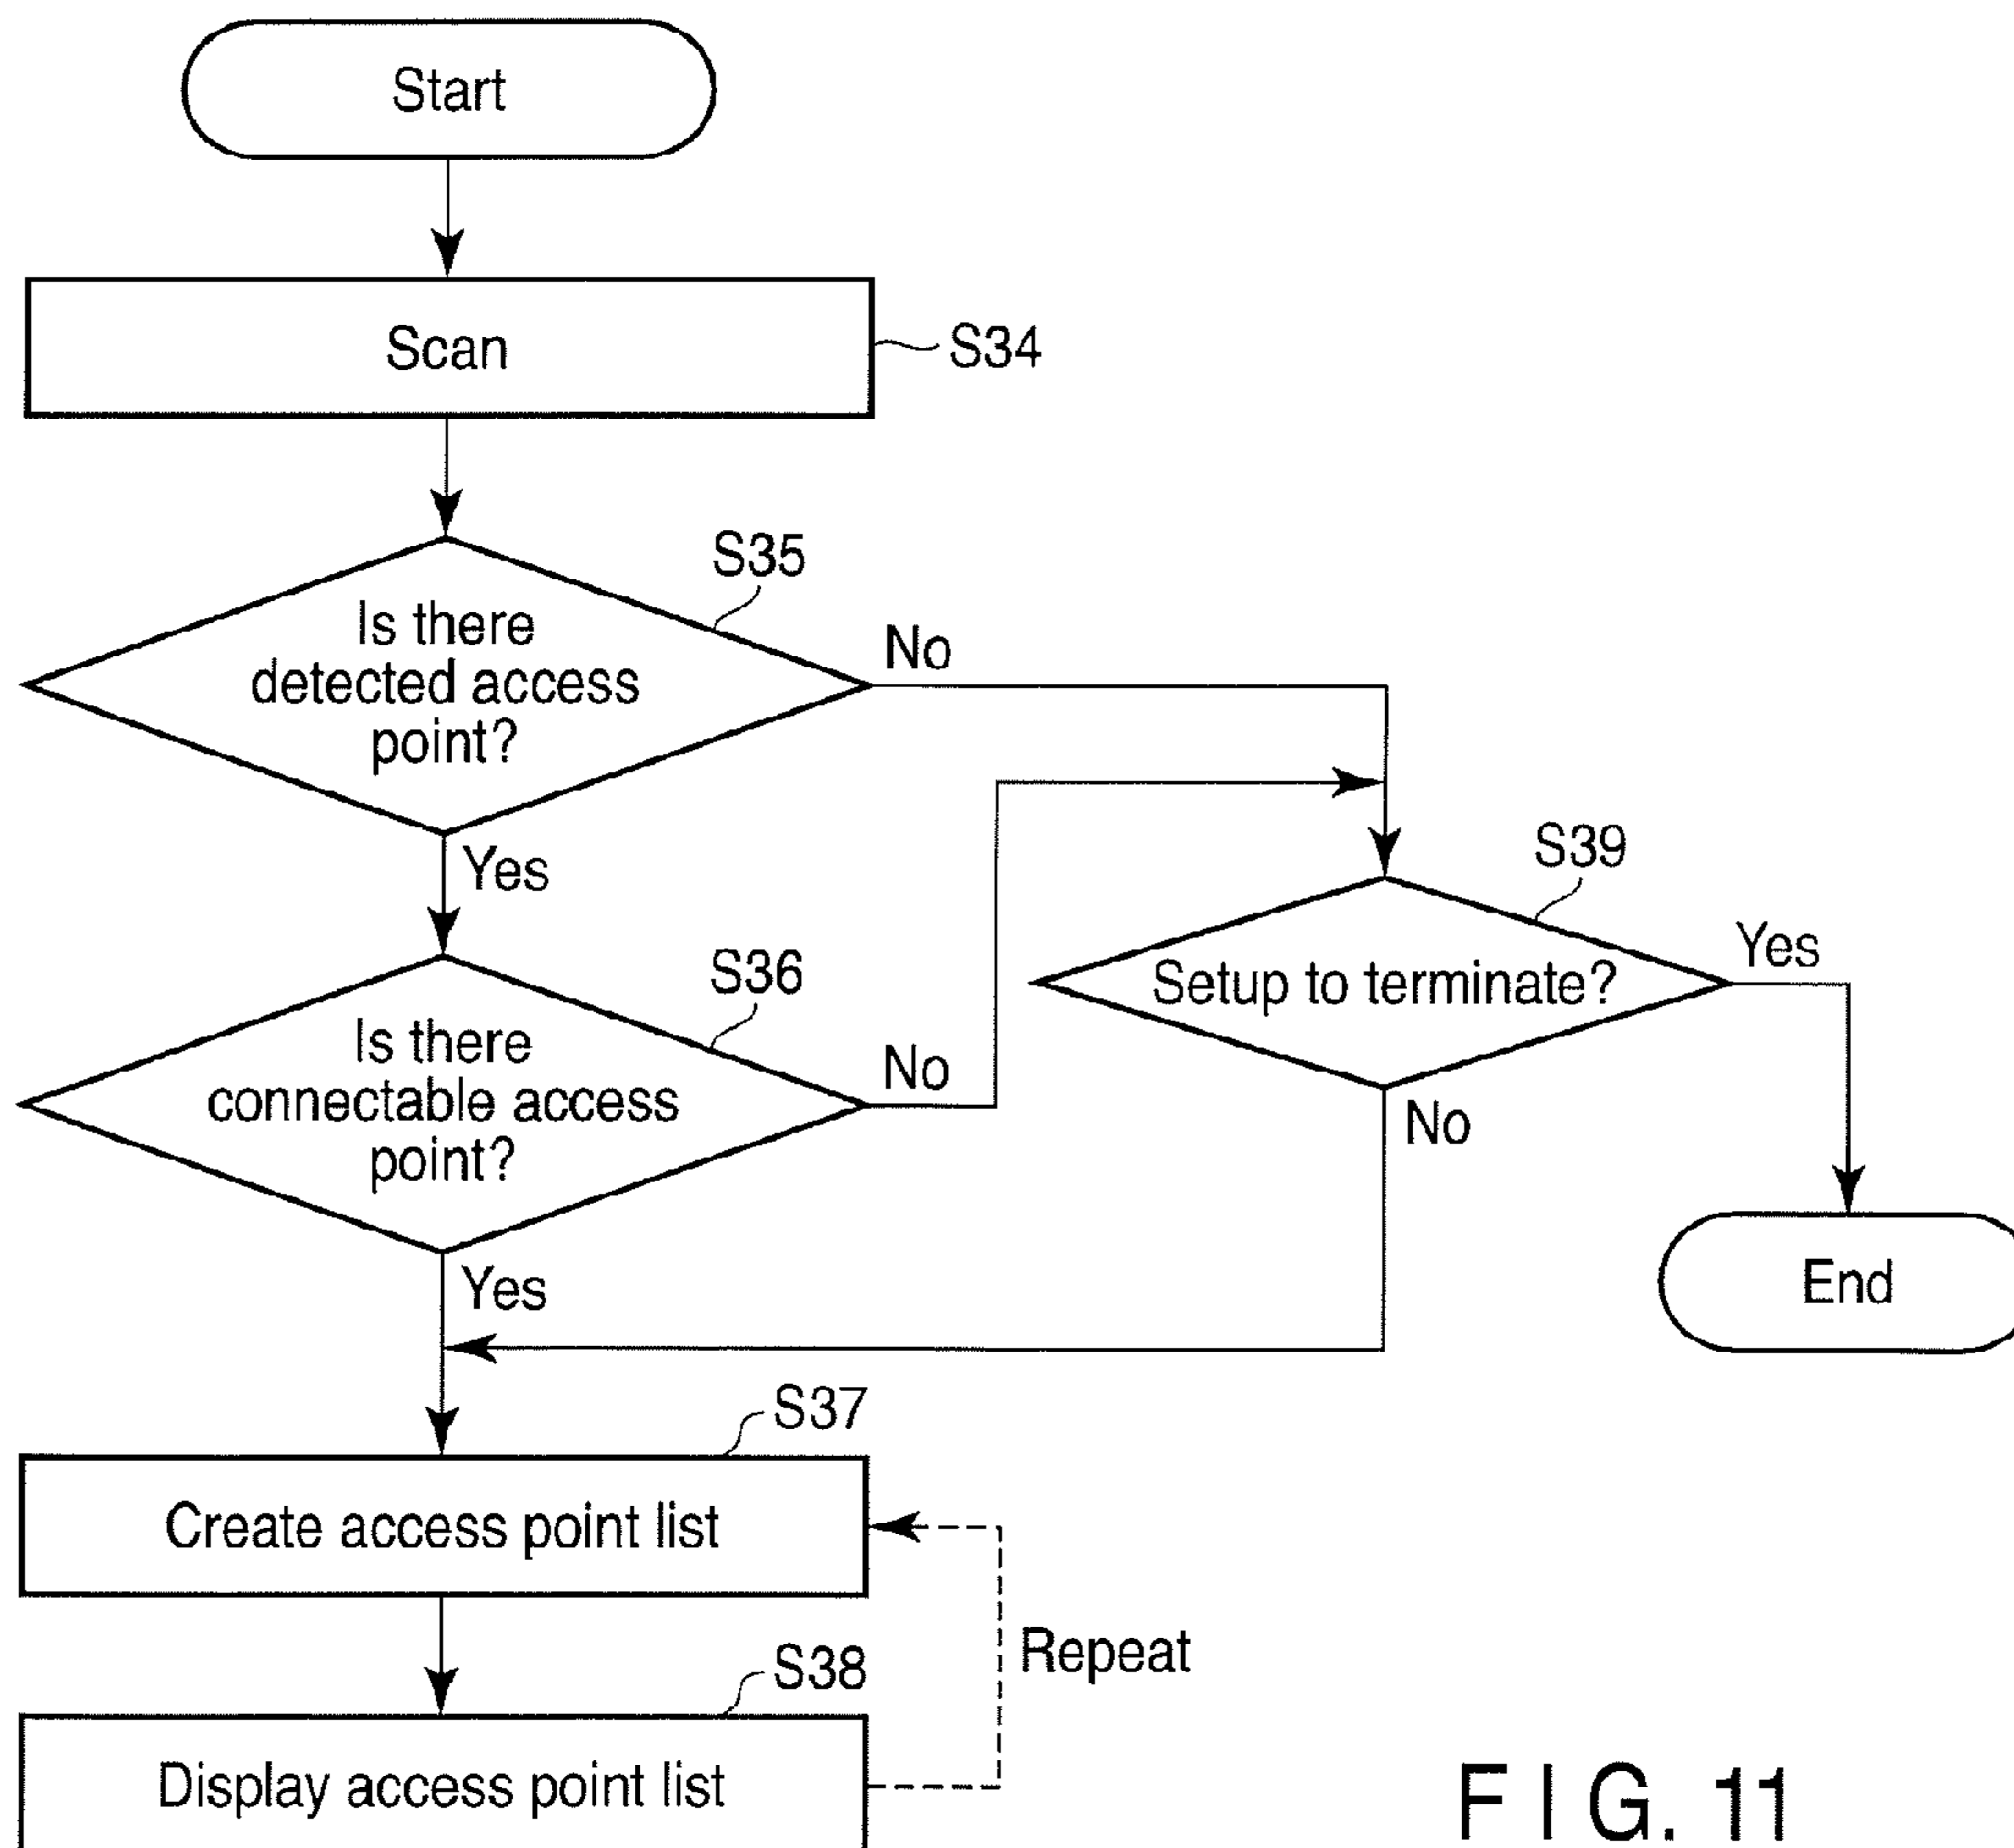 Start
Scan
S34
S35
Is there
detected access
point?
No
Yes
S36
Is there
connectable access
point?
No
Yes
S39
Setup to terminate?
Yes
No
End
S37
Create access point list
Repeat
S38
Display access point list
FIG. 11